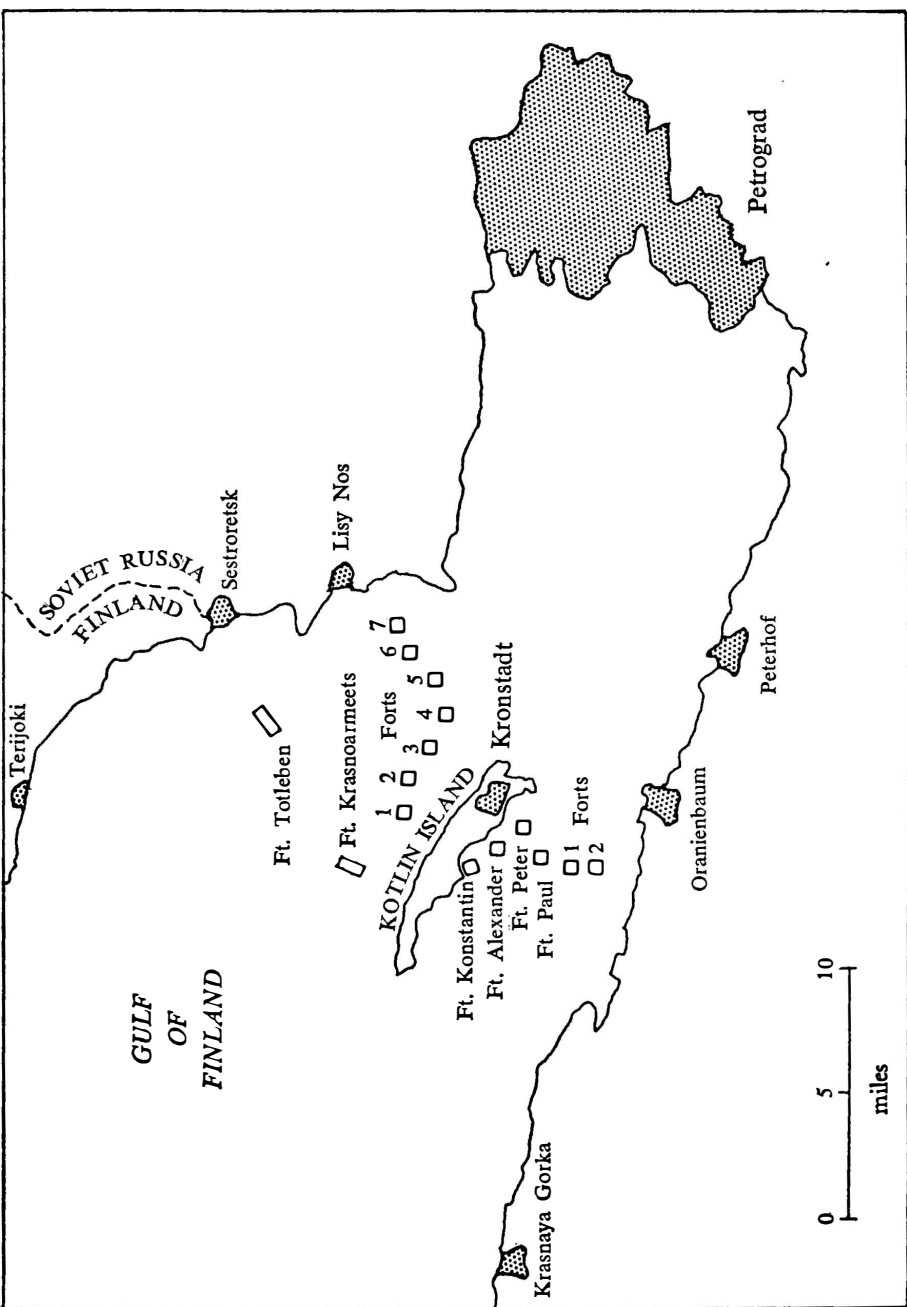 Terijoki
SOVIET RUSSIA
FINLAND
Sestroretsk
Lisy Nos
GULF
OF
FINLAND
Ft. Totleben
Ft. Krasnoarmeets
Forts
1 2 3 4 5 6 7
KOTLIN ISLAND
Kronstadt
Ft. Konstantin
Ft. Alexander
Ft. Peter
Ft. Paul
Forts
1
2
Petrograd
Peterhof
Oranienbaum
Krasnaya Gorka
0 5 10
miles